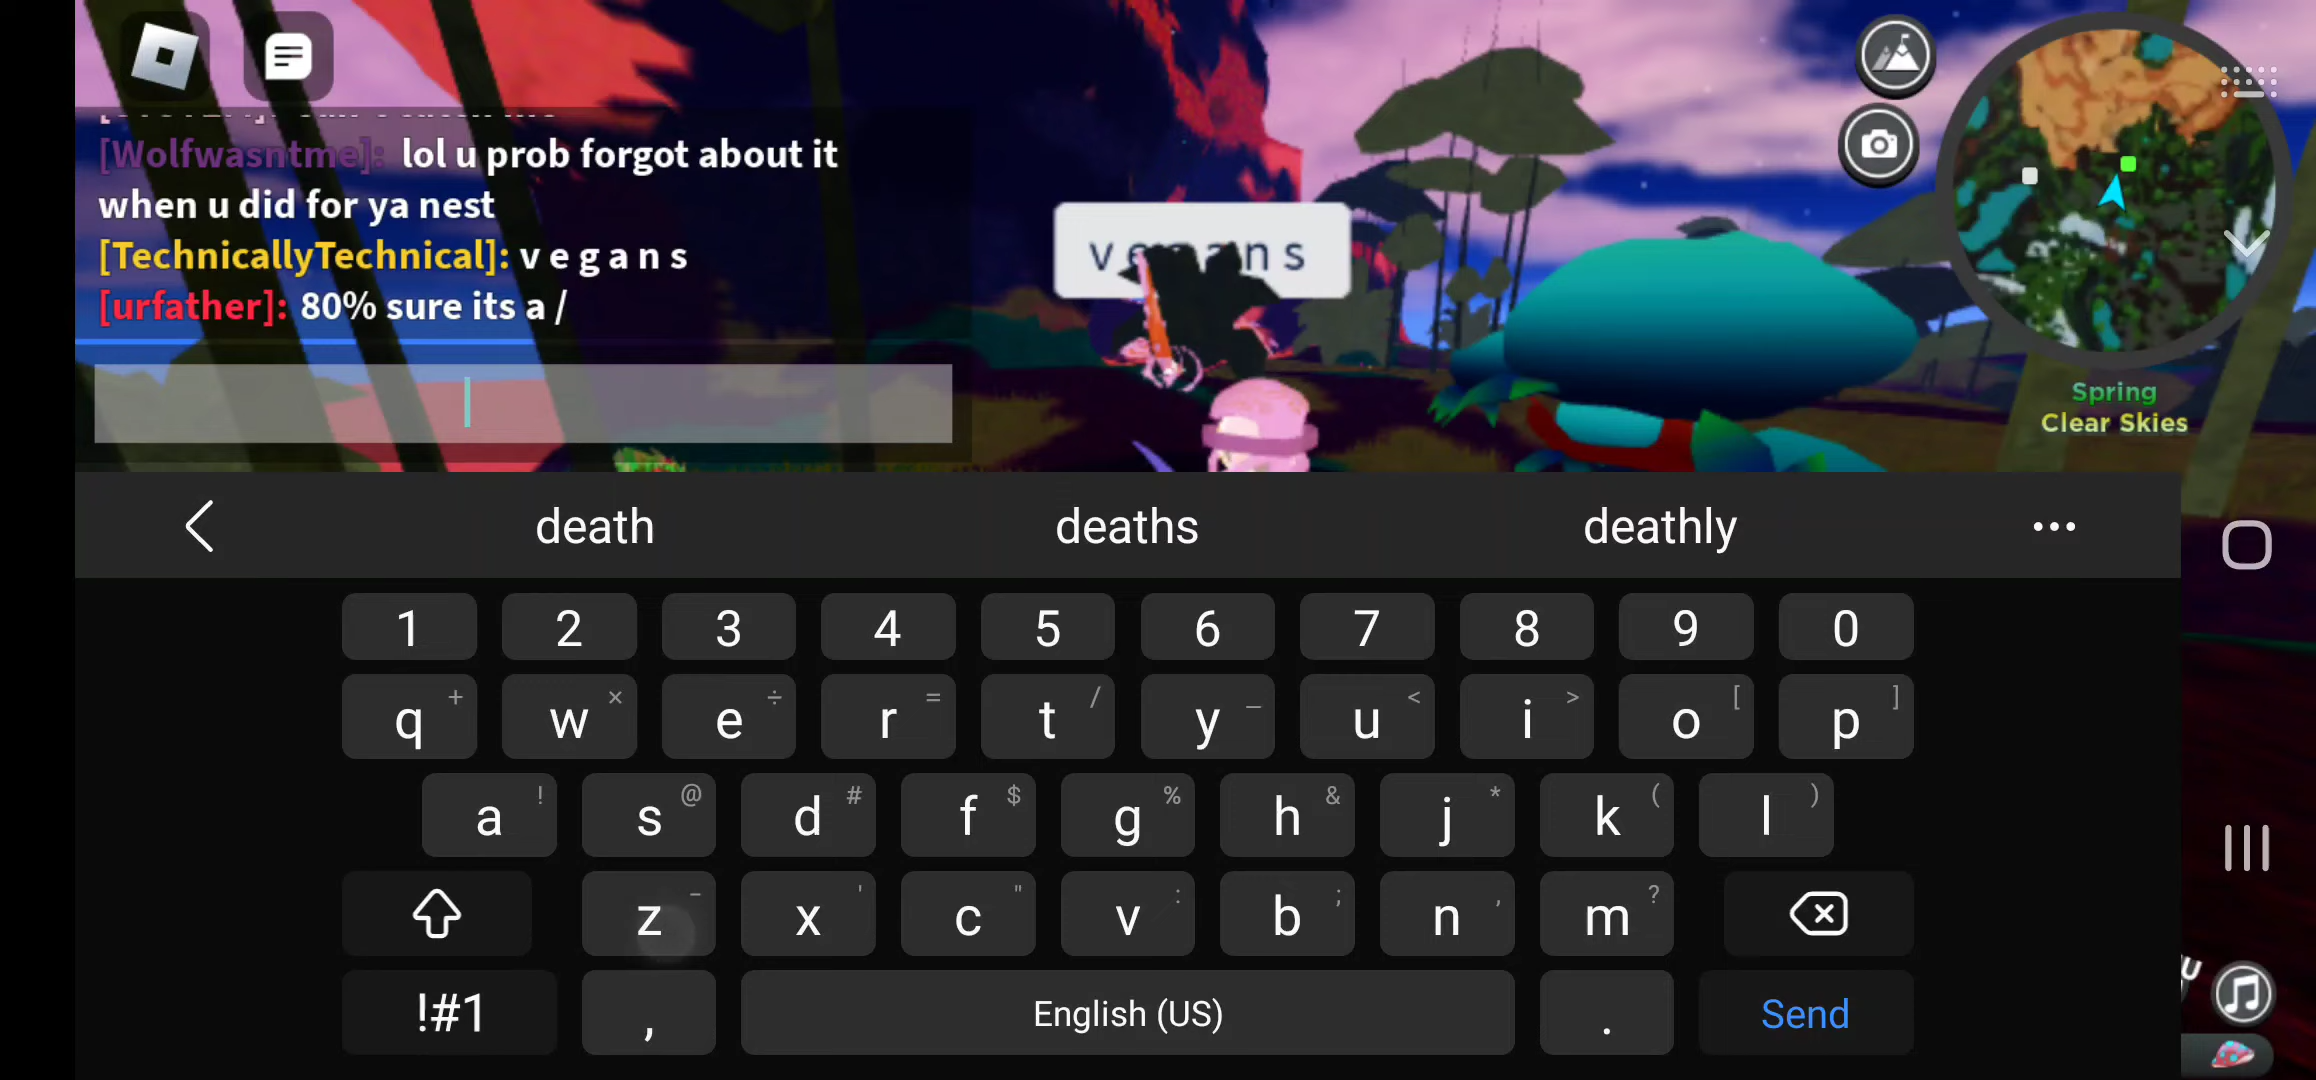 [Wolfwasntme]: lol u prob forgot about it
when u did for ya nest
[TechnicallyTechnical]: v e g a n s
[urfather]: 80% sure its a /
Spring
Clear Skies
death deaths deathly
1 2 3 4 5 6 7 8 9 0
q + w × e ÷ r = t / y _ u < i > o [ p ]
a ! s @ d # f $ g % h & j * k ( l )
z - x ' c " v : b ; n , m ?
!#1 , English (US) . Send